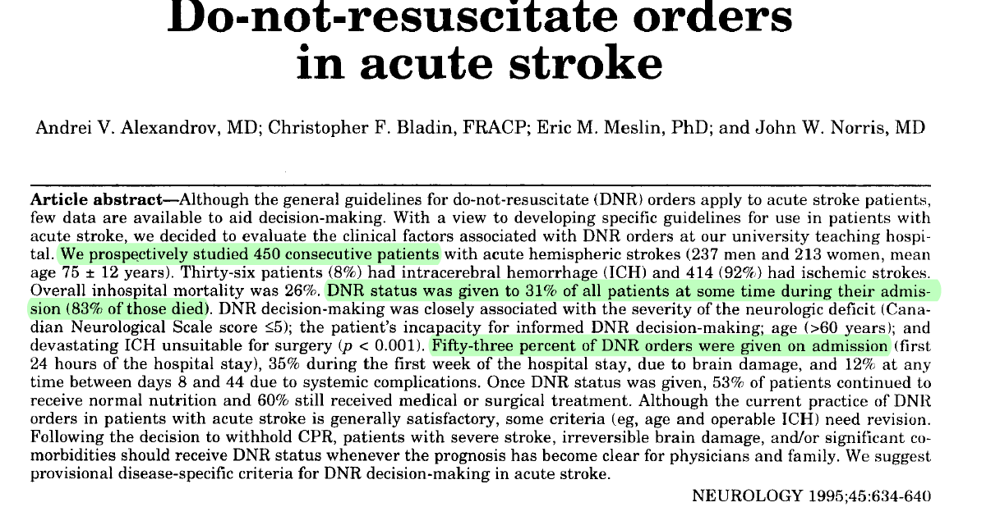 Do-not-resuscitate orders
in acute stroke
Andrei V. Alexandrov, MD; Christopher F. Bladin, FRACP; Eric M. Meslin, PhD; and John W. Norris, MD
Article abstract—Although the general guidelines for do-not-resuscitate (DNR) orders apply to acute stroke patients,
few data are available to aid decision-making. With a view to developing specific guidelines for use in patients with
acute stroke, we decided to evaluate the clinical factors associated with DNR orders at our university teaching hospi-
tal. We prospectively studied 450 consecutive patients with acute hemispheric strokes (237 men and 213 women, mean
age 75 ± 12 years). Thirty-six patients (8%) had intracerebral hemorrhage (ICH) and 414 (92%) had ischemic strokes.
Overall inhospital mortality was 26%. DNR status was given to 31% of all patients at some time during their admis-
sion (83% of those died). DNR decision-making was closely associated with the severity of the neurologic deficit (Cana-
dian Neurological Scale score ≤5); the patient's incapacity for informed DNR decision-making; age (>60 years); and
devastating ICH unsuitable for surgery (p < 0.001). Fifty-three percent of DNR orders were given on admission (first
24 hours of the hospital stay), 35% during the first week of the hospital stay, due to brain damage, and 12% at any
time between days 8 and 44 due to systemic complications. Once DNR status was given, 53% of patients continued to
receive normal nutrition and 60% still received medical or surgical treatment. Although the current practice of DNR
orders in patients with acute stroke is generally satisfactory, some criteria (eg, age and operable ICH) need revision.
Following the decision to withhold CPR, patients with severe stroke, irreversible brain damage, and/or significant co-
morbidities should receive DNR status whenever the prognosis has become clear for physicians and family. We suggest
provisional disease-specific criteria for DNR decision-making in acute stroke.
NEUROLOGY 1995;45:634-640